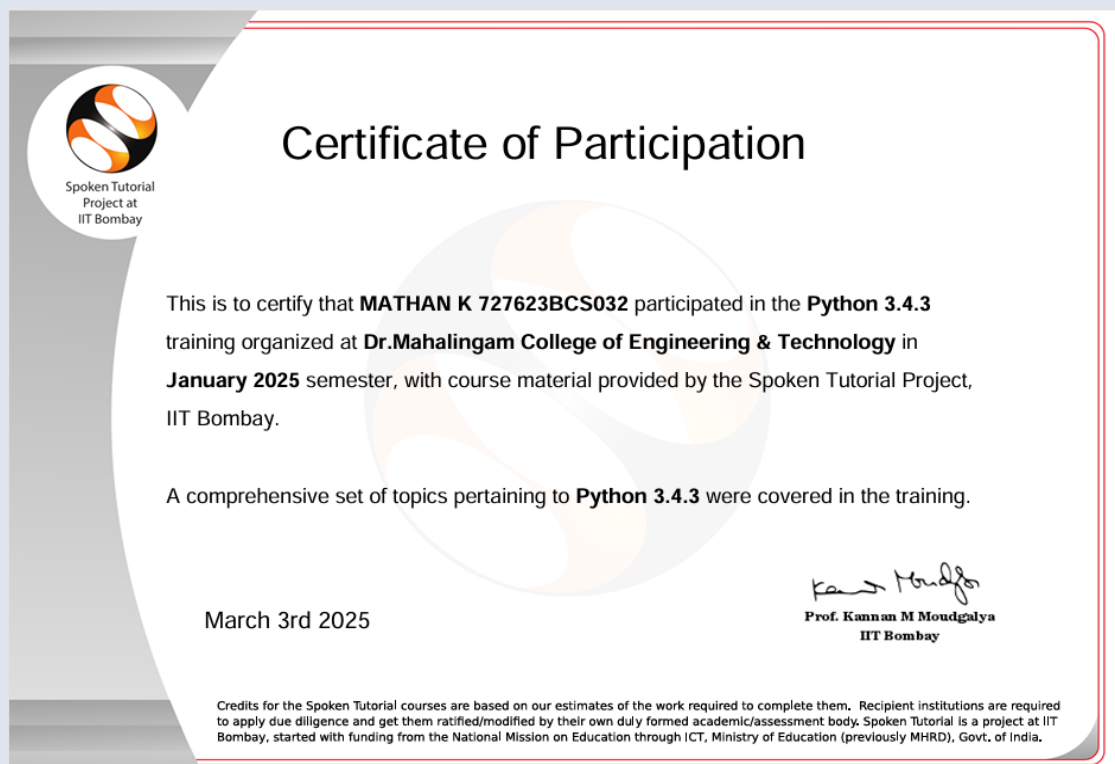 Spoken Tutorial
Project at
IIT Bombay
Certificate of Participation
This is to certify that MATHAN K 727623BCS032 participated in the Python 3.4.3
training organized at Dr.Mahalingam College of Engineering & Technology in
January 2025 semester, with course material provided by the Spoken Tutorial Project,
IIT Bombay.
A comprehensive set of topics pertaining to Python 3.4.3 were covered in the training.
March 3rd 2025
Prof. Kannan M Moudgalya
IIT Bombay
Credits for the Spoken Tutorial courses are based on our estimates of the work required to complete them. Recipient institutions are required
to apply due diligence and get them ratified/modified by their own duly formed academic/assessment body. Spoken Tutorial is a project at IIT
Bombay, started with funding from the National Mission on Education through ICT, Ministry of Education (previously MHRD), Govt. of India.